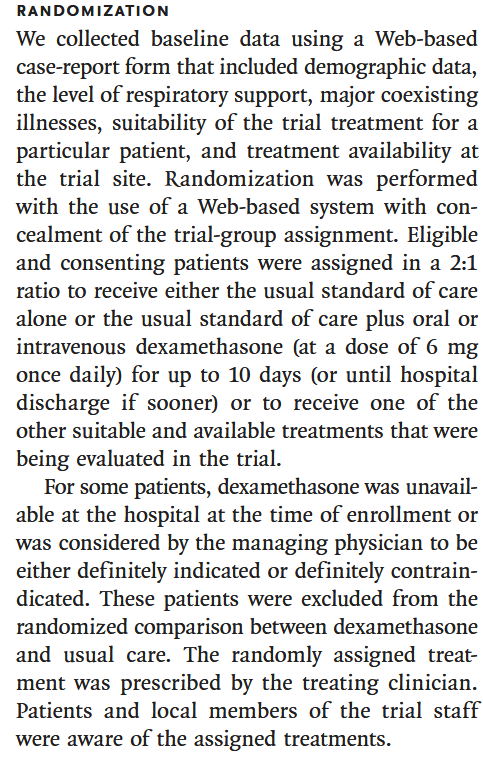 RANDOMIZATION
We collected baseline data using a Web-based
case-report form that included demographic data,
the level of respiratory support, major coexisting
illnesses, suitability of the trial treatment for a
particular patient, and treatment availability at
the trial site. Randomization was performed
with the use of a Web-based system with con-
cealment of the trial-group assignment. Eligible
and consenting patients were assigned in a 2:1
ratio to receive either the usual standard of care
alone or the usual standard of care plus oral or
intravenous dexamethasone (at a dose of 6 mg
once daily) for up to 10 days (or until hospital
discharge if sooner) or to receive one of the
other suitable and available treatments that were
being evaluated in the trial.
For some patients, dexamethasone was unavail-
able at the hospital at the time of enrollment or
was considered by the managing physician to be
either definitely indicated or definitely contrain-
dicated. These patients were excluded from the
randomized comparison between dexamethasone
and usual care. The randomly assigned treat-
ment was prescribed by the treating clinician.
Patients and local members of the trial staff
were aware of the assigned treatments.